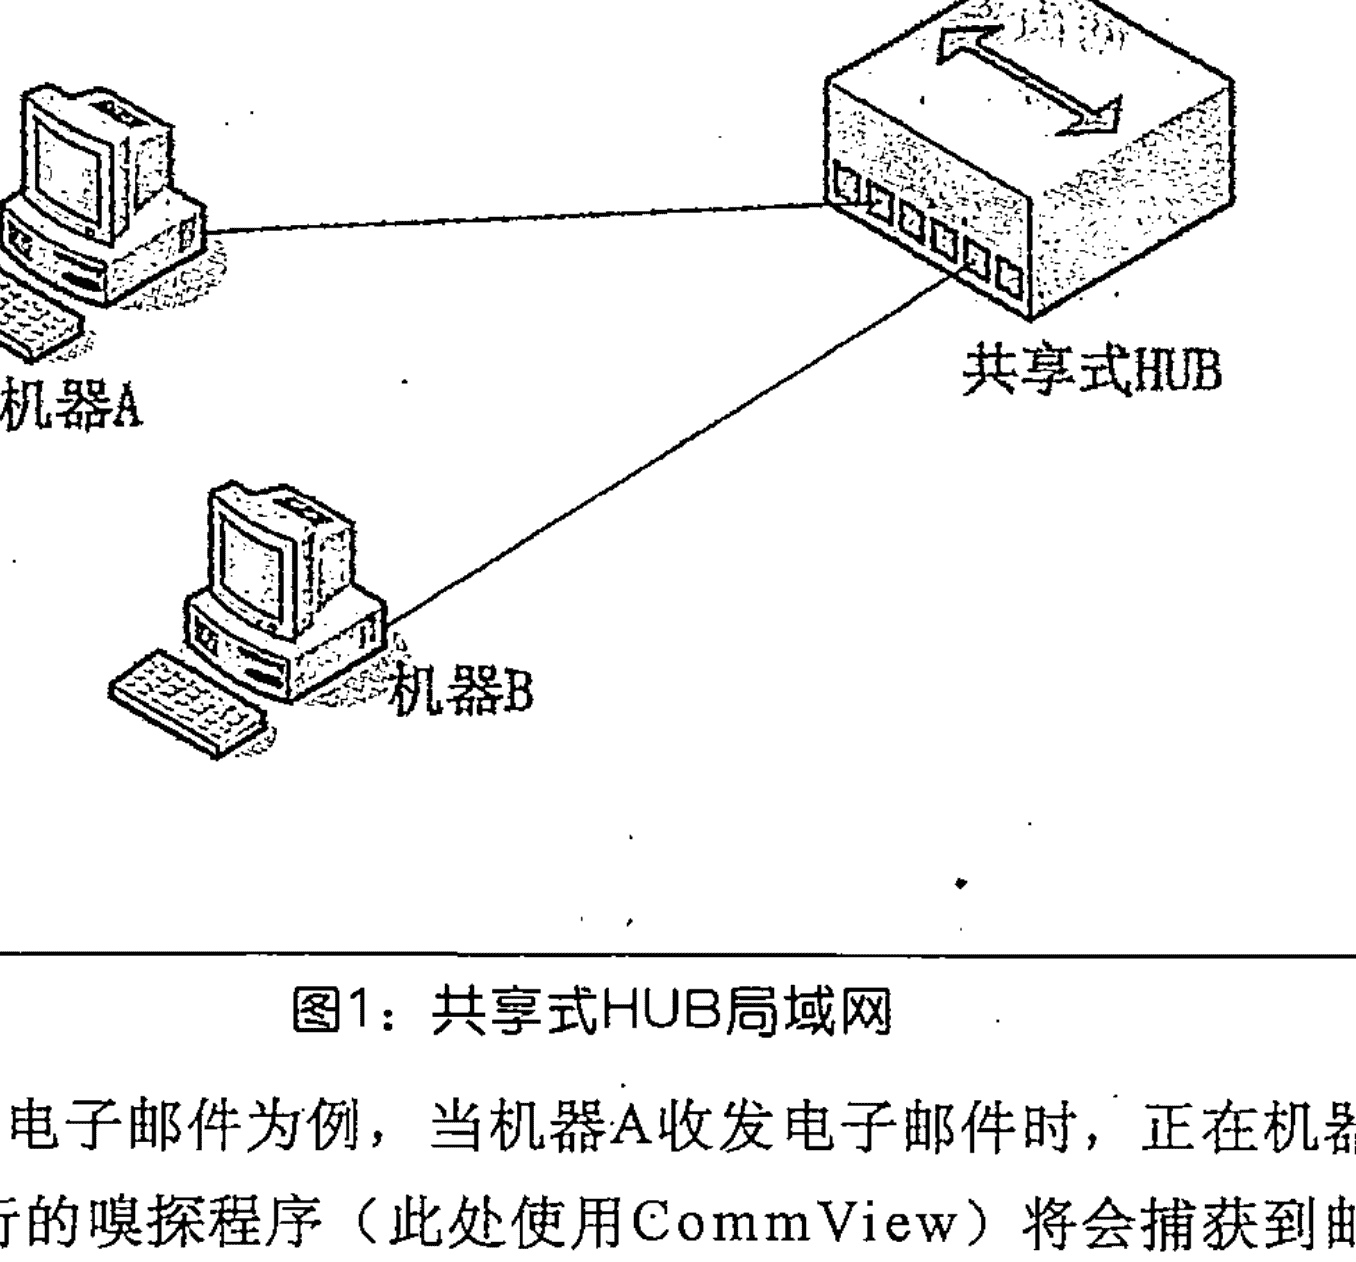 共享式HUB
机器A
机器B
图1：共享式HUB局域网
电子邮件为例，当机器A收发电子邮件时，正在机器
行的嗅探程序（此处使用CommView）将会捕获到邮